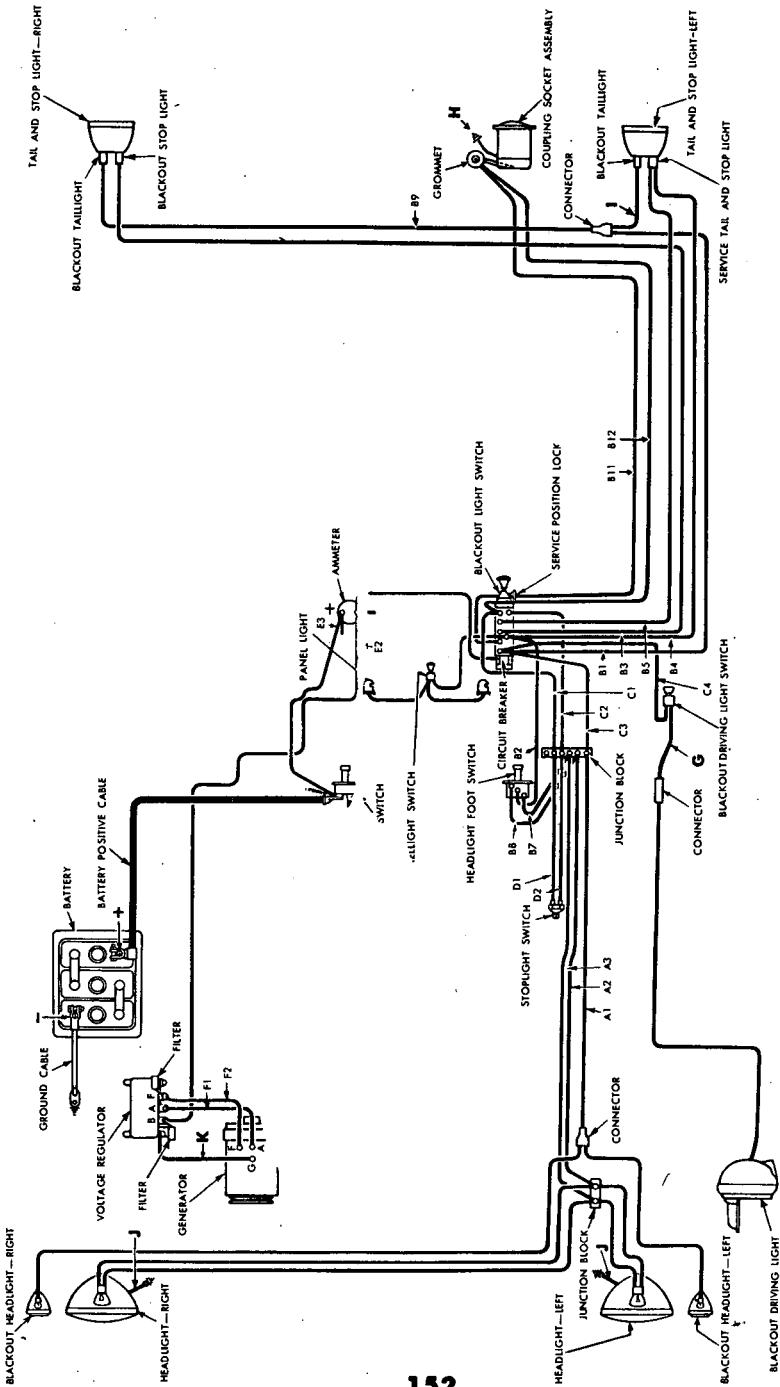 TAIL AND STOP LIGHT—RIGHT
BLACKOUT TAILLIGHT
BLACKOUT STOP LIGHT
B9
H
GROMMET
COUPLING SOCKET ASSEMBLY
CONNECTOR
I
BLACKOUT TAILLIGHT
TAIL AND STOP LIGHT-LEFT
SERVICE TAIL AND STOP LIGHT
B11
B12
BLACKOUT LIGHT SWITCH
SERVICE POSITION LOCK
AMMETER
+
E3
PANEL LIGHT
E2
CIRCUIT BREAKER
B1
B3
B5
B4
C1
C2
C3
C4
BLACKOUT DRIVING LIGHT SWITCH
G
CONNECTOR
JUNCTION BLOCK
B2
HEADLIGHT FOOT SWITCH
ELLIGHT SWITCH
SWITCH
B8
B7
D1
D2
STOPLIGHT SWITCH
A3
A2
A1
BATTERY POSITIVE CABLE
BATTERY
+
GROUND CABLE
FILTER
VOLTAGE REGULATOR
B A F
F1
F2
K
FILTER
GENERATOR
F
A
G
CONNECTOR
JUNCTION BLOCK
J
J
BLACKOUT HEADLIGHT—RIGHT
HEADLIGHT—RIGHT
HEADLIGHT—LEFT
BLACKOUT HEADLIGHT—LEFT
BLACKOUT DRIVING LIGHT
152